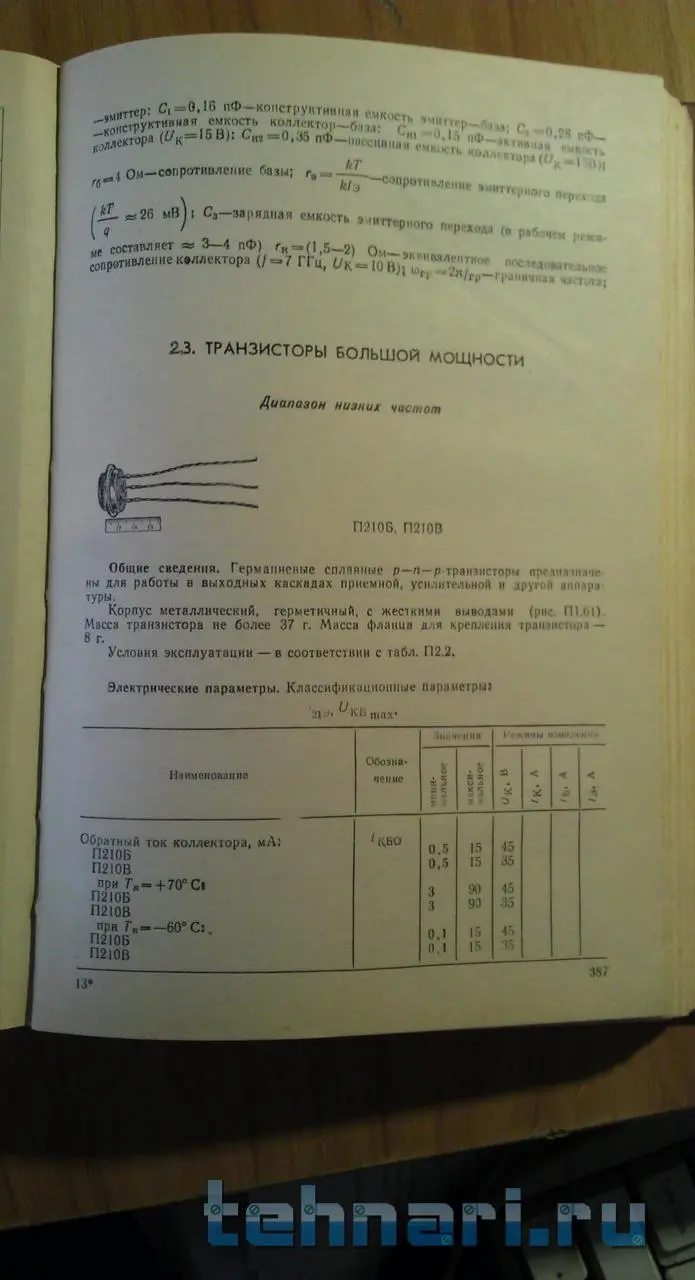 —эмиттер: C₁=0,16 пФ—конструктивная емкость эмиттер—база; C₂=0,28 пФ—
—конструктивная емкость коллектор—база: Cк₁=0,15 пФ—активная емкость
коллектора (Uк=15 В): Cк₂=0,35 пФ—пассивная емкость коллектора (Uк=15 В);
rб=4 Ом—сопротивление базы; rэ= kT/kIэ —сопротивление эмиттерного перехода
(kT/q ≈26 мВ); Cэ—зарядная емкость эмиттерного перехода (в рабочем режи-
ме составляет ≈ 3—4 пФ) rк=(1,5—2) Ом—эквивалентное последовательное
сопротивление коллектора (f=7 ГГц, Uк=10 В); ωгр=2πfгр—граничная частота;
2.3. ТРАНЗИСТОРЫ БОЛЬШОЙ МОЩНОСТИ
Диапазон низких частот
П210Б, П210В
Общие сведения. Германиевые сплавные p—n—p транзисторы предназначе-
ны для работы в выходных каскадах приемной, усилительной и другой аппара-
туры.
Корпус металлический, герметичный, с жесткими выводами (рис. П1.61).
Масса транзистора не более 37 г. Масса фланца для крепления транзистора —
8 г.
Условия эксплуатации — в соответствии с табл. П2.2.
Электрические параметры. Классификационные параметры:
21э, UКБ max.
Значения Режимы измерения
Наименование Обозна-
чение мини-
мальное макси-
мальное UК, В IК, А IБ, А IЭ, А
Обратный ток коллектора, мА: IКБО
П210Б 0,5 15 45
П210В 0,5 15 35
при Tк=+70° С:
П210Б 3 90 45
П210В 3 90 35
при Tк=—60° С:
П210Б 0,1 15 45
П210В 0,1 15 35
13* 387
tehnari.ru